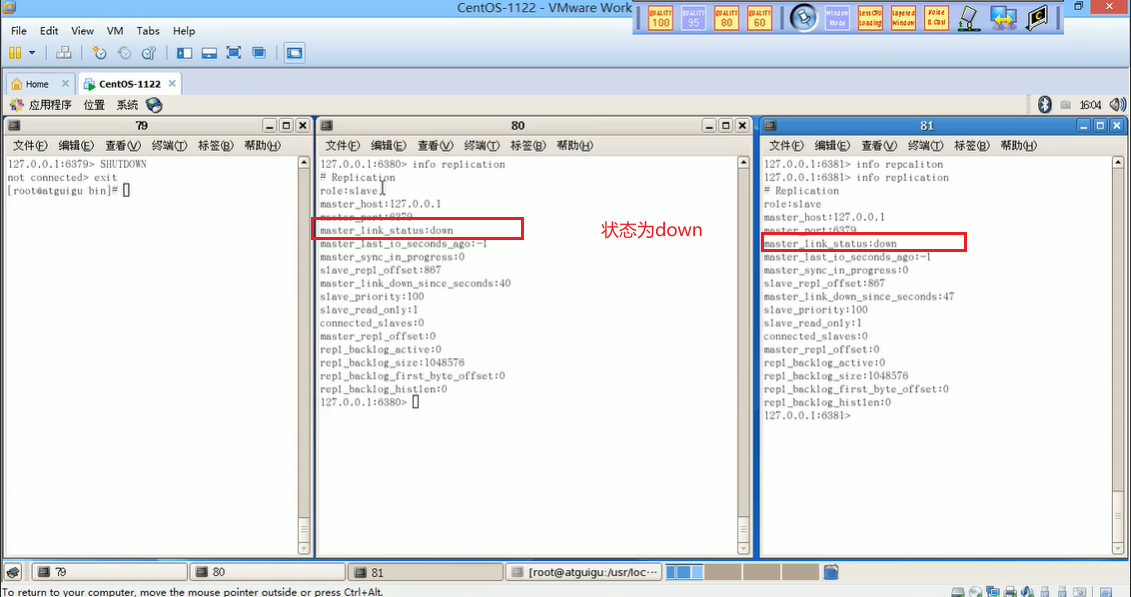 CentOS-1122 - VMware Work
QUALITY 100
QUALITY 95
QUALITY 80
QUALITY 60
Window Mode
Less CPU Loading
Layered Window
Noise & Cast
File Edit View VM Tabs Help
Home
CentOS-1122
应用程序 位置 系统
16:04
79
文件(F) 编辑(E) 查看(V) 终端(T) 标签(B) 帮助(H)
127.0.0.1:6379> SHUTDOWN
not connected> exit
[root@atguigu bin]#
80
文件(F) 编辑(E) 查看(V) 终端(T) 标签(B) 帮助(H)
127.0.0.1:6380> info replication
# Replication
role:slave
master_host:127.0.0.1
master_port:6379
master_link_status:down
master_last_io_seconds_ago:-1
master_sync_in_progress:0
slave_repl_offset:867
master_link_down_since_seconds:40
slave_priority:100
slave_read_only:1
connected_slaves:0
master_repl_offset:0
repl_backlog_active:0
repl_backlog_size:1048576
repl_backlog_first_byte_offset:0
repl_backlog_histlen:0
127.0.0.1:6380>
状态为down
81
文件(F) 编辑(E) 查看(V) 终端(T) 标签(B) 帮助(H)
127.0.0.1:6381> info repcaliton
127.0.0.1:6381> info replication
# Replication
role:slave
master_host:127.0.0.1
master_port:6379
master_link_status:down
master_last_io_seconds_ago:-1
master_sync_in_progress:0
slave_repl_offset:867
master_link_down_since_seconds:47
slave_priority:100
slave_read_only:1
connected_slaves:0
master_repl_offset:0
repl_backlog_active:0
repl_backlog_size:1048576
repl_backlog_first_byte_offset:0
repl_backlog_histlen:0
127.0.0.1:6381>
79
80
81
[root@atguigu:/usr/loc···
To return to your computer, move the mouse pointer outside or press Ctrl+Alt.